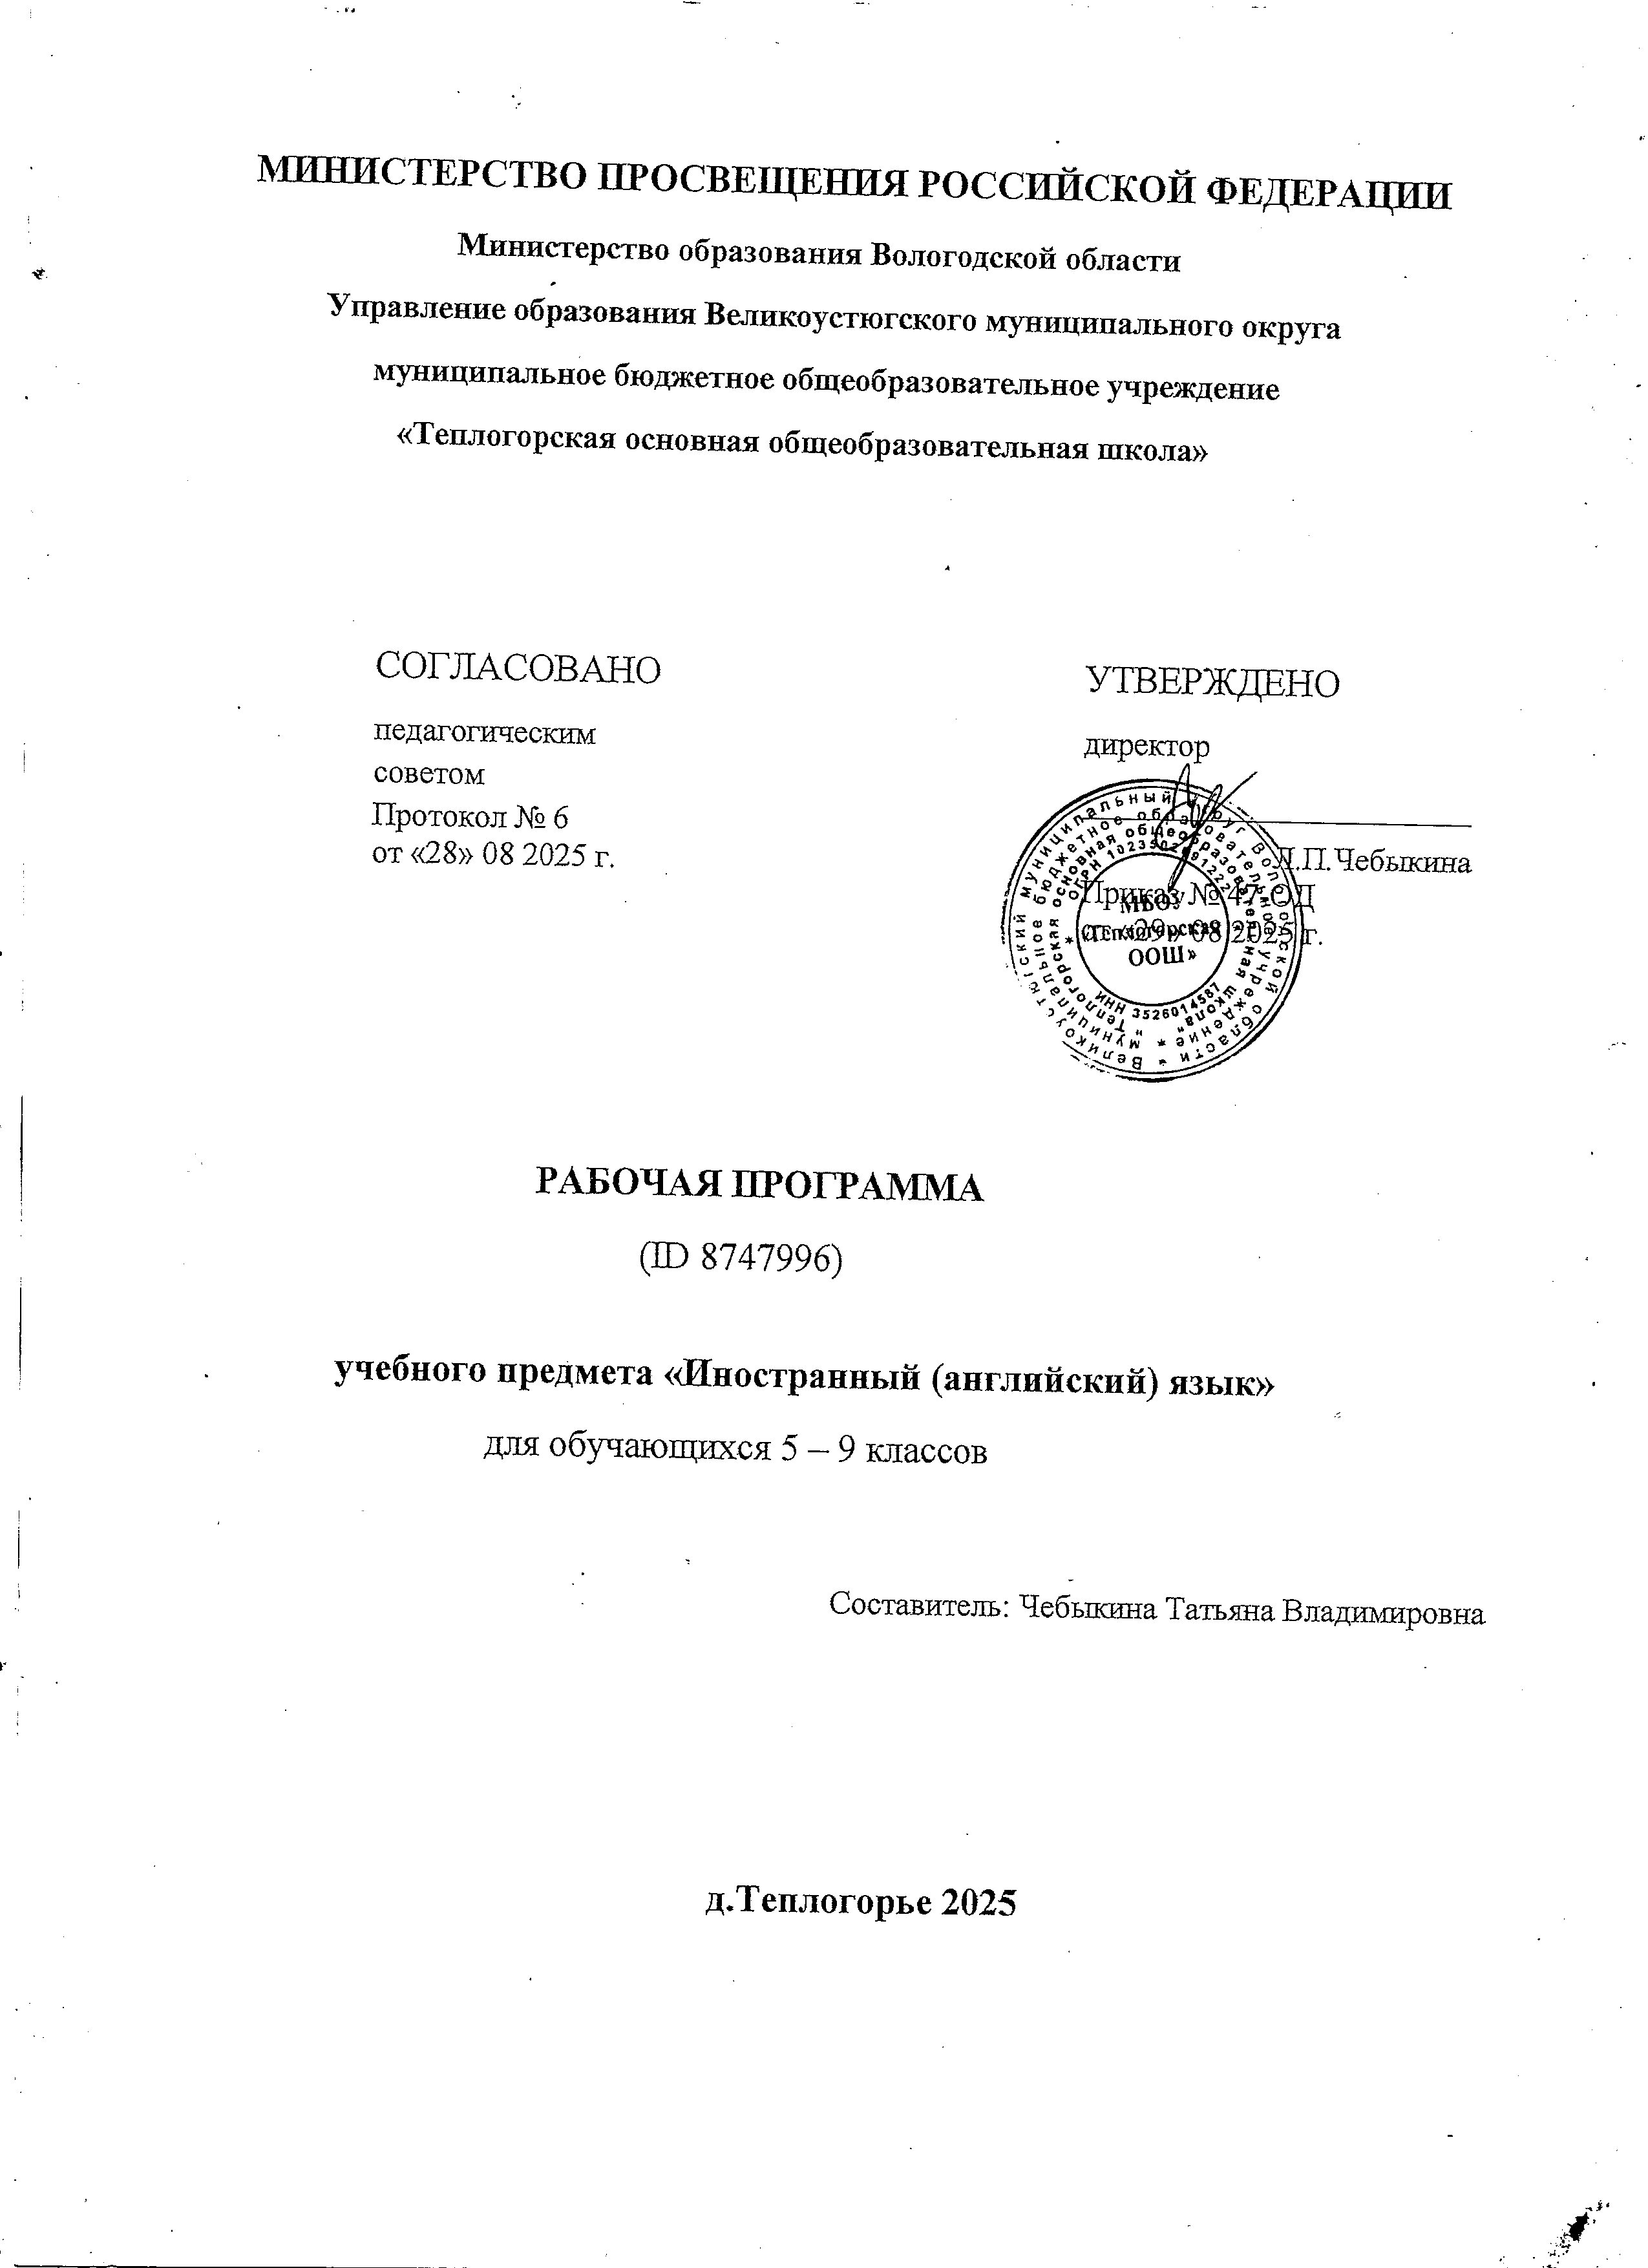 МИНИСТЕРСТВО ПРОСВЕЩЕНИЯ РОССИЙСКОЙ ФЕДЕРАЦИИ
Министерство образования Вологодской области
Управление образования Великоустюгского муниципального округа
муниципальное бюджетное общеобразовательное учреждение
«Теплогорская основная общеобразовательная школа»
СОГЛАСОВАНО
педагогическим
советом
Протокол № 6
от «28» 08 2025 г.
УТВЕРЖДЕНО
директор
Л.П.Чебыкина
Приказ № 47-ОД
от «29» 08 2025 г.
МБОУ
«Теплогорская
ООШ»
ИНН 3526014587
РАБОЧАЯ ПРОГРАММА
(ID 8747996)
учебного предмета «Иностранный (английский) язык»
для обучающихся 5 – 9 классов
Составитель: Чебыкина Татьяна Владимировна
д.Теплогорье 2025